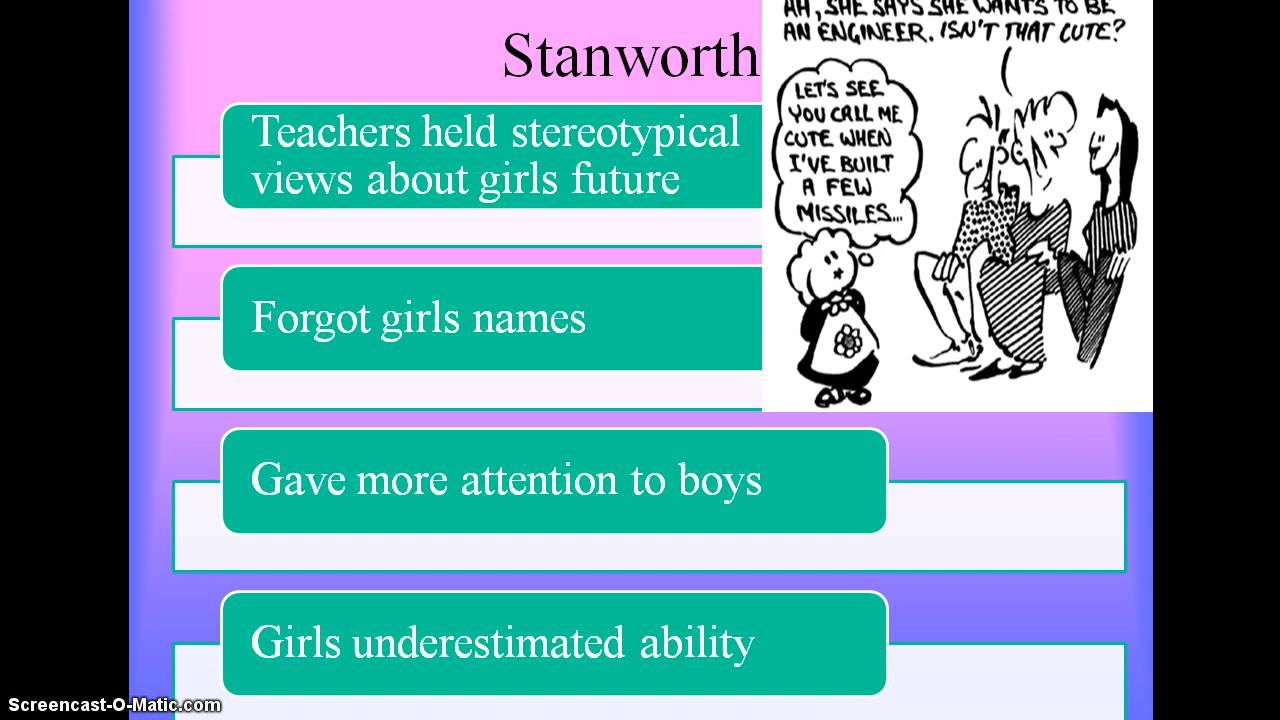 Stanworth
AH, SHE SAYS SHE WANTS TO BE
AN ENGINEER. ISN'T THAT CUTE?
LET'S SEE
YOU CALL ME
CUTE WHEN
I'VE BUILT
A FEW
MISSILES...
Teachers held stereotypical
views about girls future
Forgot girls names
Gave more attention to boys
Girls underestimated ability
Screencast-O-Matic.com